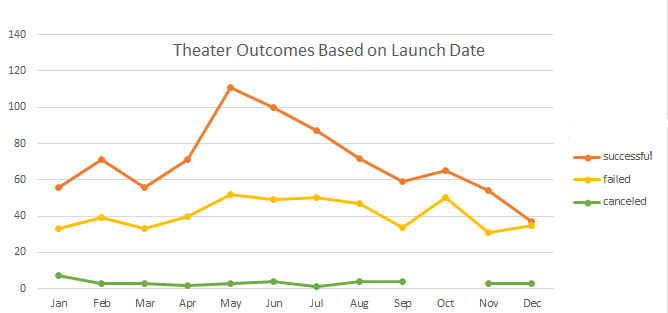 Theater Outcomes Based on Launch Date
140
120
100
80
60
40
20
0
Jan Feb Mar Apr May Jun Jul Aug Sep Oct Nov Dec
successful
failed
canceled